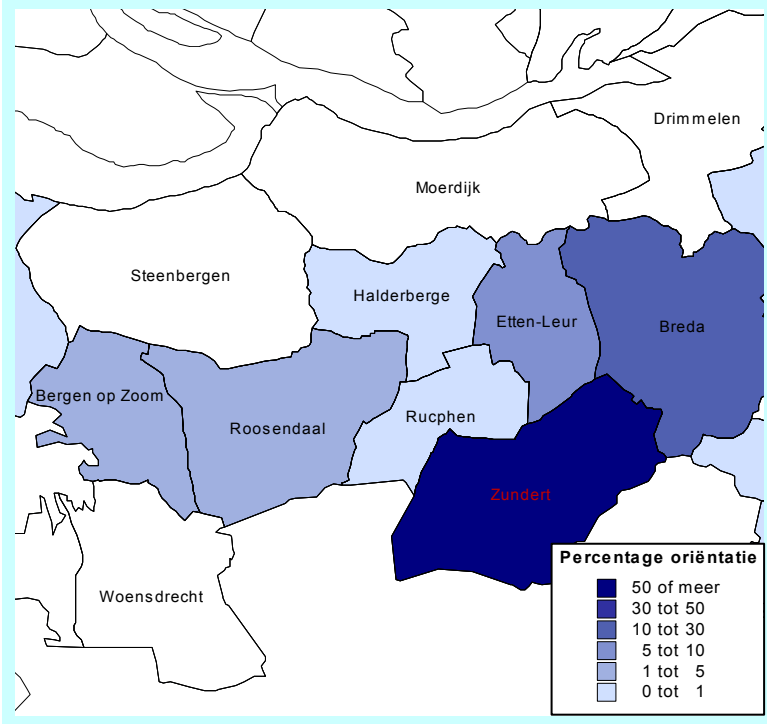 Drimmelen
Moerdijk
Steenbergen
Halderberge
Etten-Leur
Breda
Bergen op Zoom
Roosendaal
Rucphen
Zundert
Woensdrecht
Percentage oriëntatie
50 of meer
30 tot 50
10 tot 30
5 tot 10
1 tot 5
0 tot 1